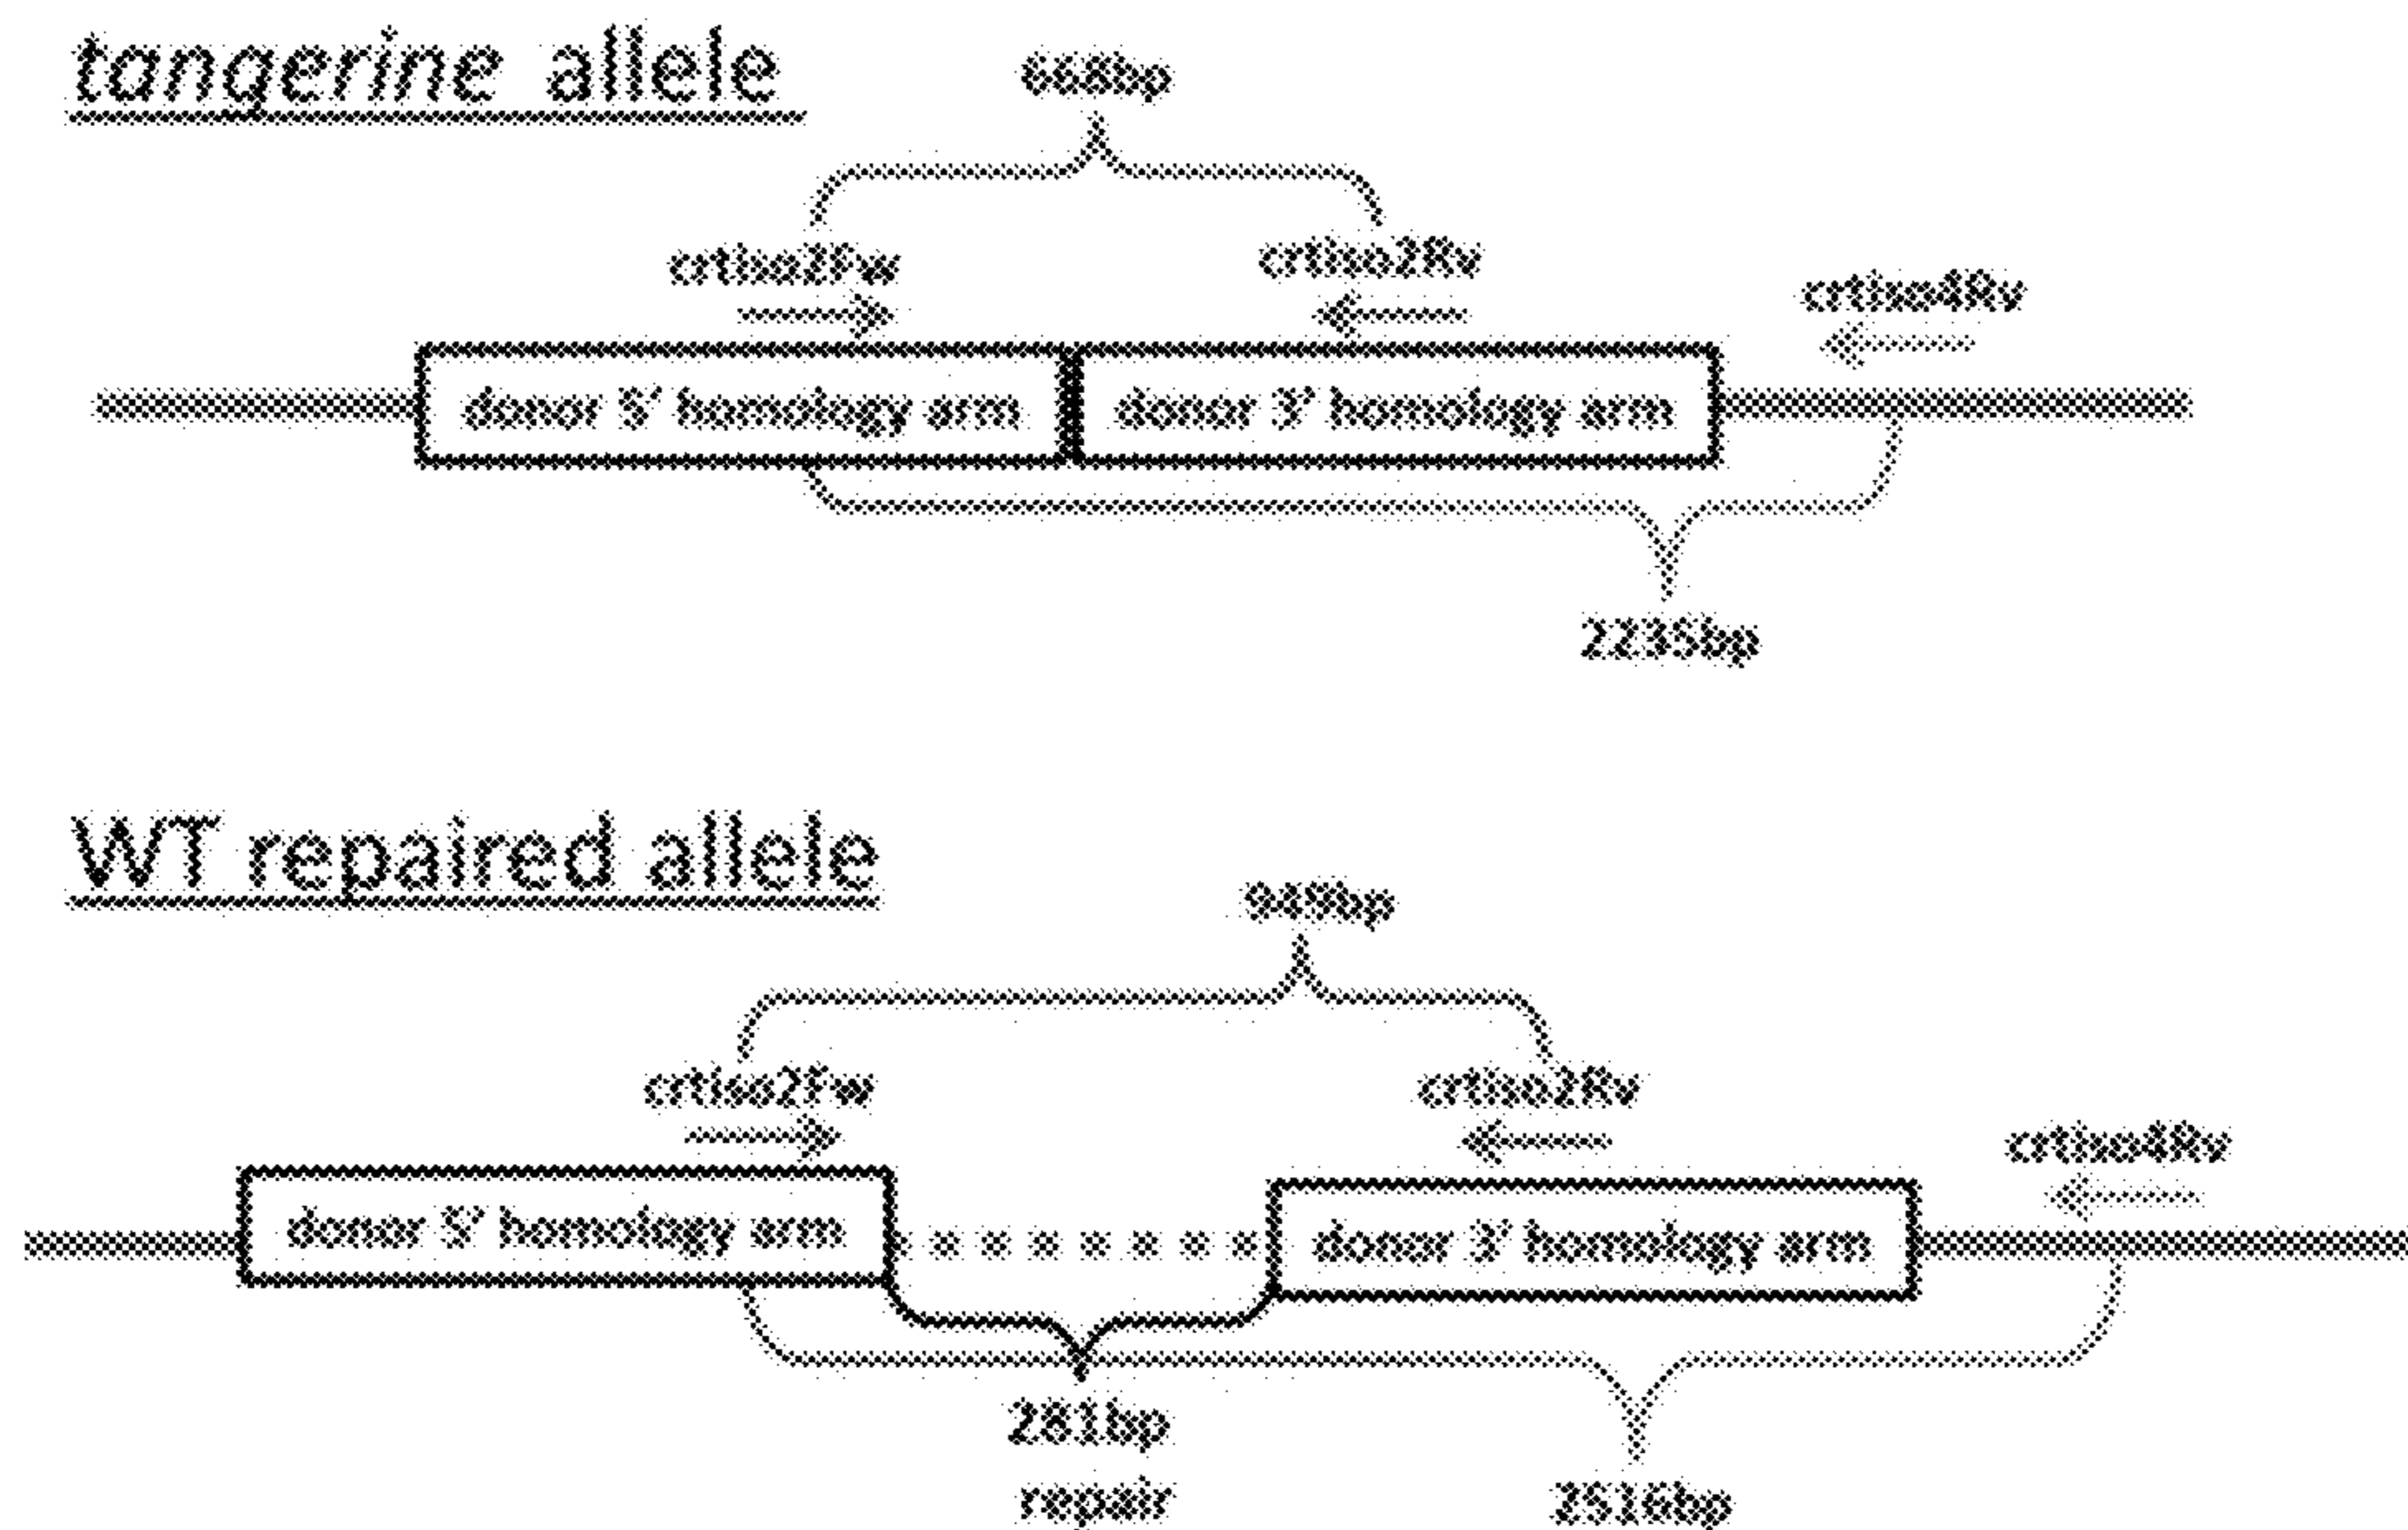 tangerine allele
668bp
crtiso2Fw
crtiso2Rv
crtiso4Rv
donor 5' homology arm
donor 3' homology arm
2235bp
WT repaired allele
949bp
crtiso2Fw
crtiso2Rv
crtiso4Rv
donor 5' homology arm
donor 3' homology arm
281bp
repair
2516bp